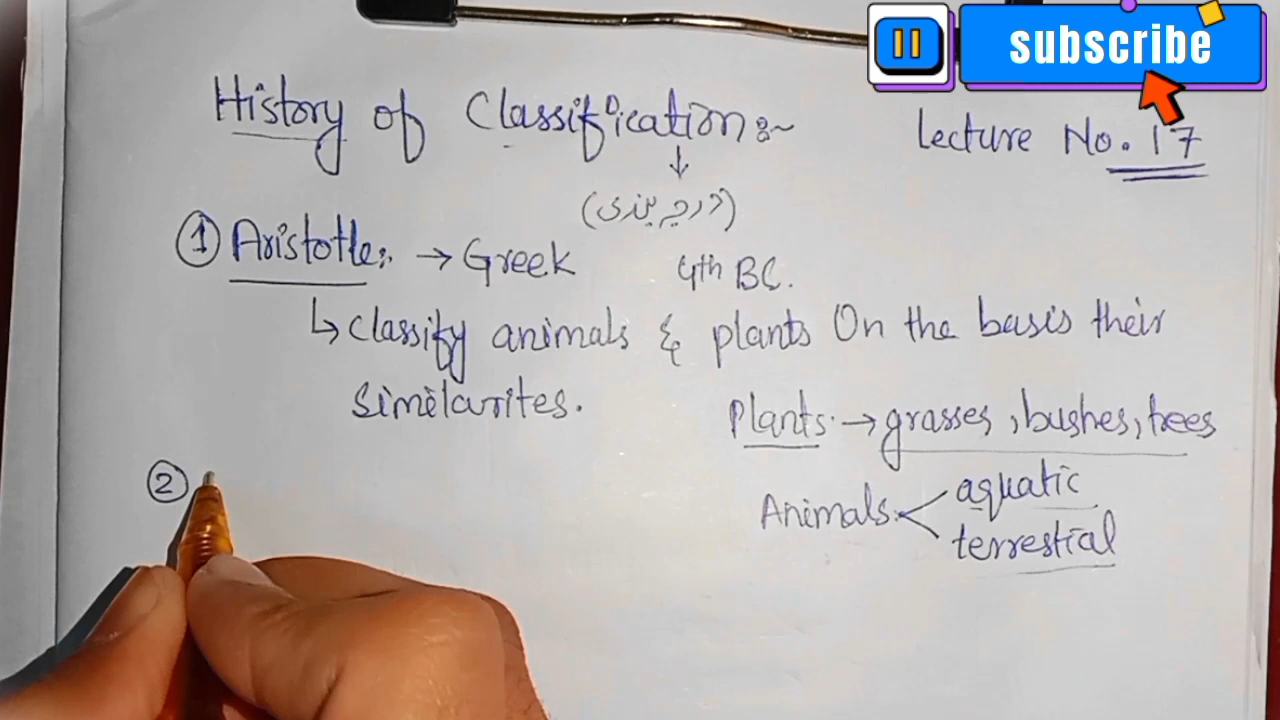 subscribe
History of Classification:~
Lecture No. 17
↓
(درجہ بندی)
① Aristotle:. → Greek 4th BC.
↳ classify animals & plants On the basis their
similarites.
Plants → grasses, bushes, trees
② Animals aquatic
terrestial